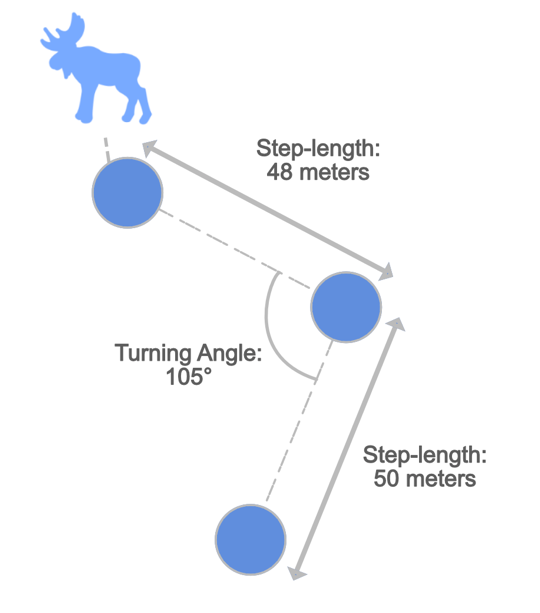 Step-length:
48 meters
Turning Angle:
105°
Step-length:
50 meters